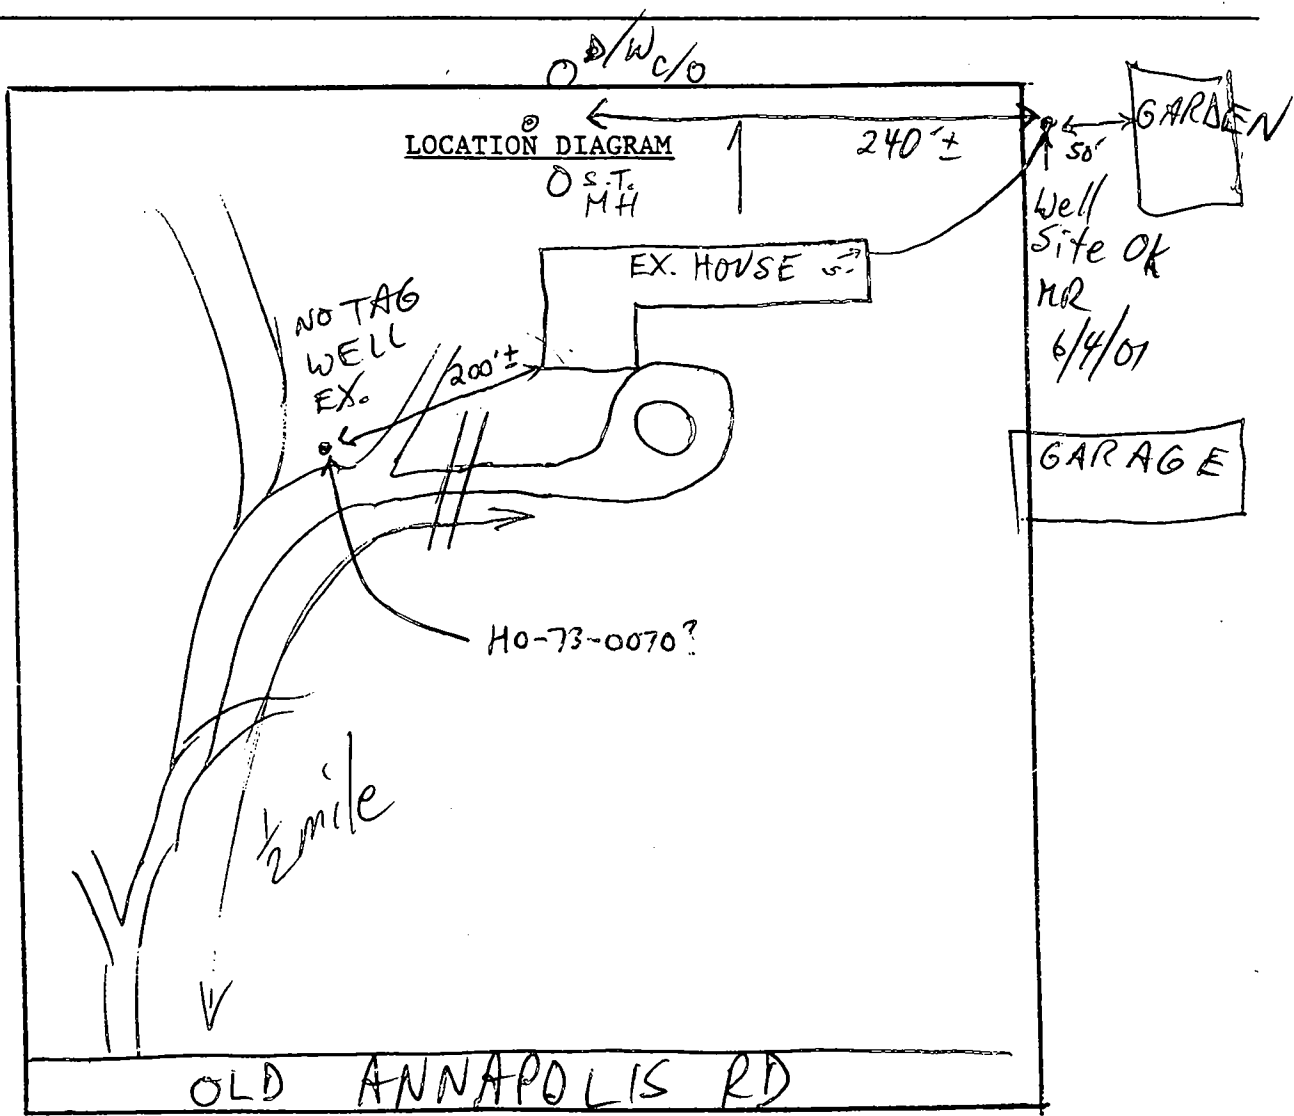 D/W C/O
LOCATION DIAGRAM
240'±
50'
GARDEN
S.T.
MH
Well
Site OK
MR
6/4/01
EX. HOUSE
NO TAG
WELL
EX.
200'±
GARAGE
HO-73-0070?
1/2 mile
OLD ANNAPOLIS RD